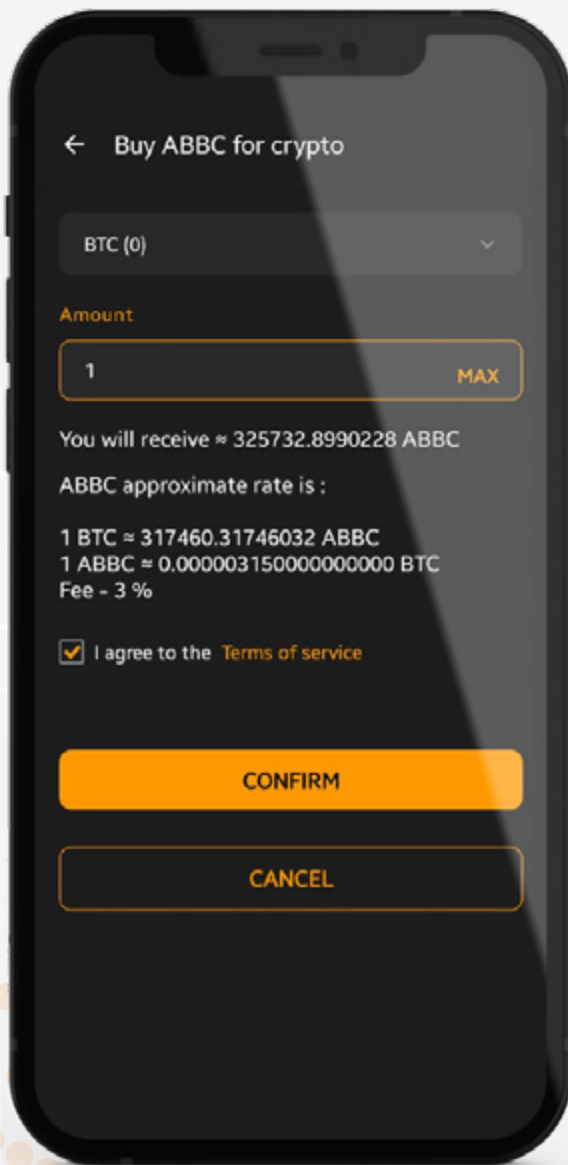 Buy ABBC for crypto
BTC (0)
Amount
1
MAX
You will receive ≈ 325732.8990228 ABBC
ABBC approximate rate is :
1 BTC ≈ 317460.31746032 ABBC
1 ABBC ≈ 0.000003150000000000 BTC
Fee - 3 %
I agree to the Terms of service
CONFIRM
CANCEL